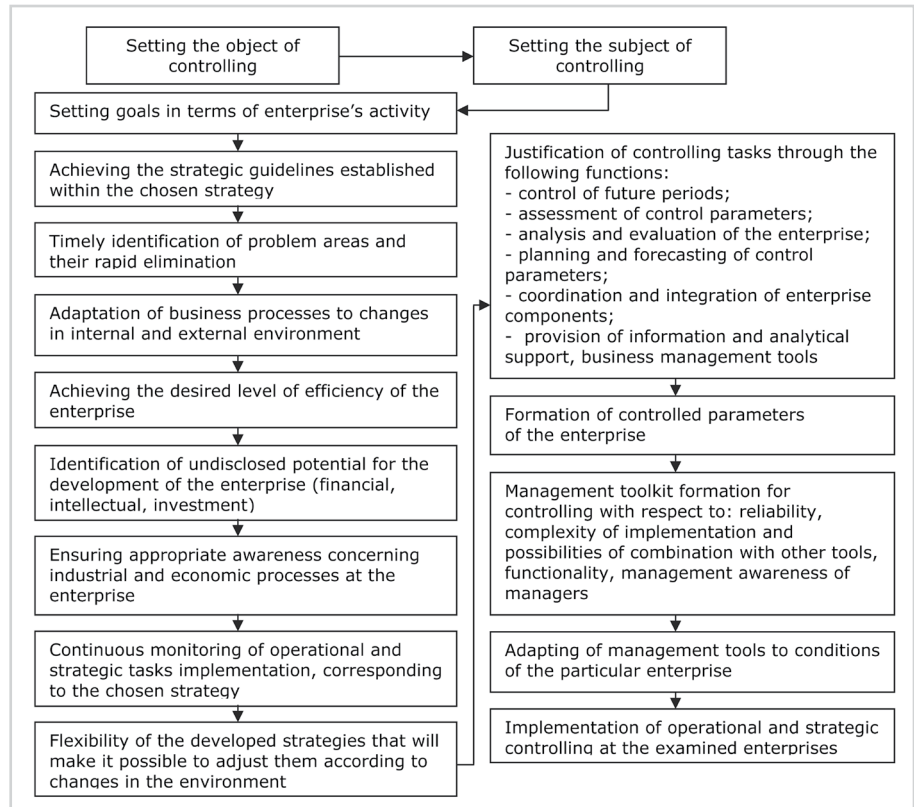 Setting the object of
controlling
Setting the subject of
controlling
Setting goals in terms of enterprise’s activity
Achieving the strategic guidelines established
within the chosen strategy
Timely identification of problem areas and
their rapid elimination
Adaptation of business processes to changes
in internal and external environment
Achieving the desired level of efficiency of the
enterprise
Identification of undisclosed potential for the
development of the enterprise (financial,
intellectual, investment)
Ensuring appropriate awareness concerning
industrial and economic processes at the
enterprise
Continuous monitoring of operational and
strategic tasks implementation, corresponding
to the chosen strategy
Flexibility of the developed strategies that will
make it possible to adjust them according to
changes in the environment
Justification of controlling tasks through the
following functions:
- control of future periods;
- assessment of control parameters;
- analysis and evaluation of the enterprise;
- planning and forecasting of control
parameters;
- coordination and integration of enterprise
components;
- provision of information and analytical
support, business management tools
Formation of controlled parameters
of the enterprise
Management toolkit formation for
controlling with respect to: reliability,
complexity of implementation and
possibilities of combination with other tools,
functionality, management awareness of
managers
Adapting of management tools to conditions
of the particular enterprise
Implementation of operational and strategic
controlling at the examined enterprises